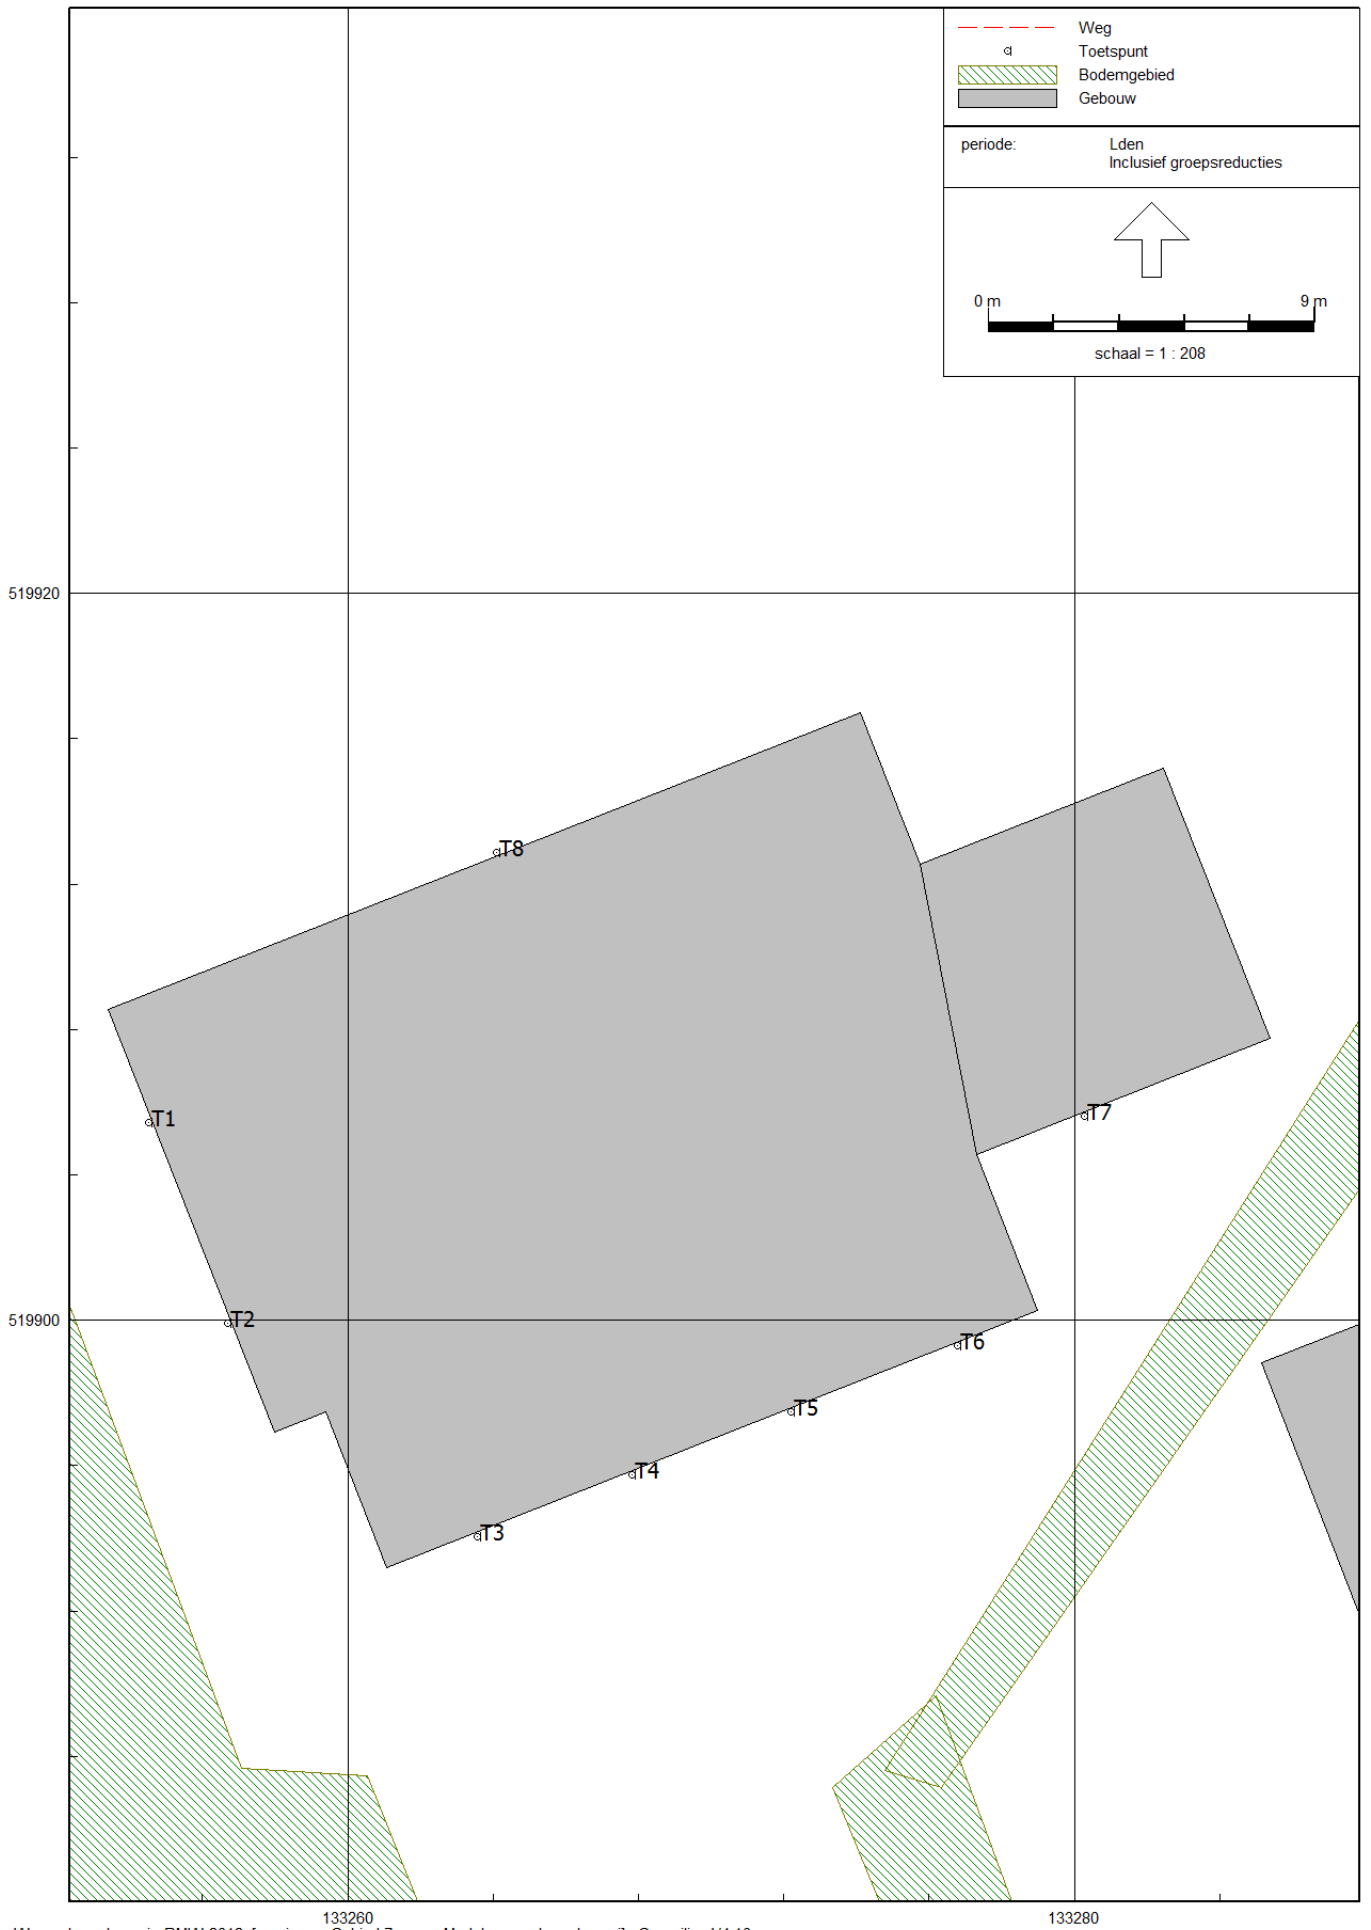 Weg
Toetspunt
Bodemgebied
Gebouw
periode: Lden
Inclusief groepsreducties
0 m 9 m
schaal = 1 : 208
519920
T8
T7
T1
519900
T2
T6
T5
T4
T3
133260 133280